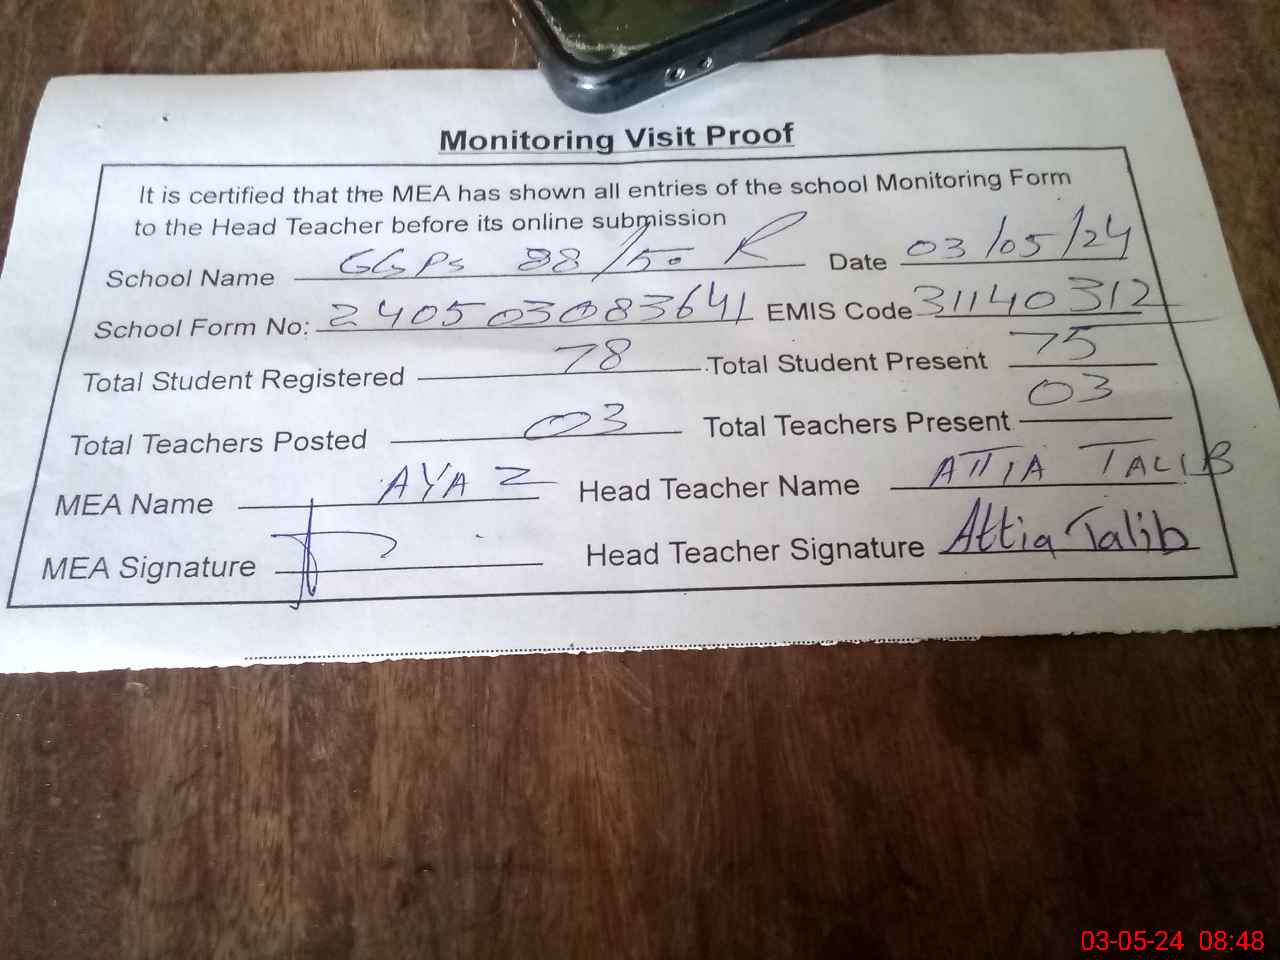 Monitoring Visit Proof
It is certified that the MEA has shown all entries of the school Monitoring Form
to the Head Teacher before its online submission
School Name GGPs 88/5o R Date 03/05/24
School Form No: 240503083641 EMIS Code 31140312
Total Student Registered 78 Total Student Present 75
Total Teachers Posted 03 Total Teachers Present 03
MEA Name AYAZ Head Teacher Name ATTIA TALIB
MEA Signature Head Teacher Signature Attia Talib
03-05-24 08:48